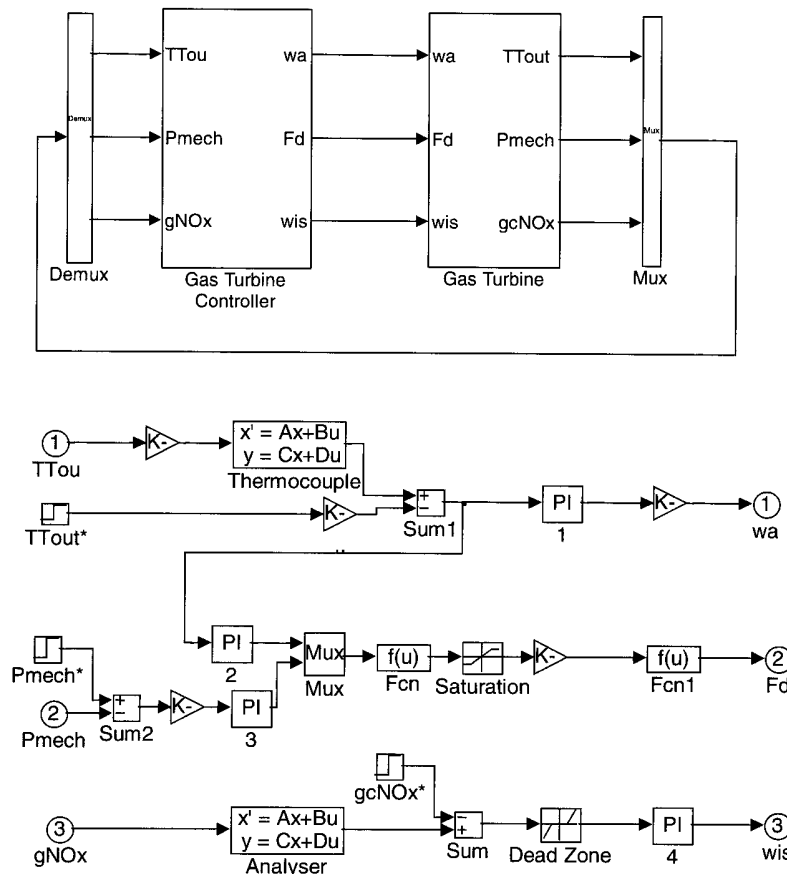 TTou wa wa TTout
Demux Mux
Pmech Fd Fd Pmech
gNOx wis wis gcNOx
Demux Gas Turbine Controller Gas Turbine Mux
1 K- x' = Ax+Bu
y = Cx+Du
TTou Thermocouple
+
−
K- PI K- 1
TTout* Sum1 1 wa
PI Mux f(u) K- f(u) 2
2 Mux Fcn Saturation Fcn1 Fd
Pmech*
+
−
2 K- PI
Pmech Sum2 3
gcNOx*
3 x' = Ax+Bu
y = Cx+Du
−
+
PI 3
gNOx Analyser Sum Dead Zone 4 wis